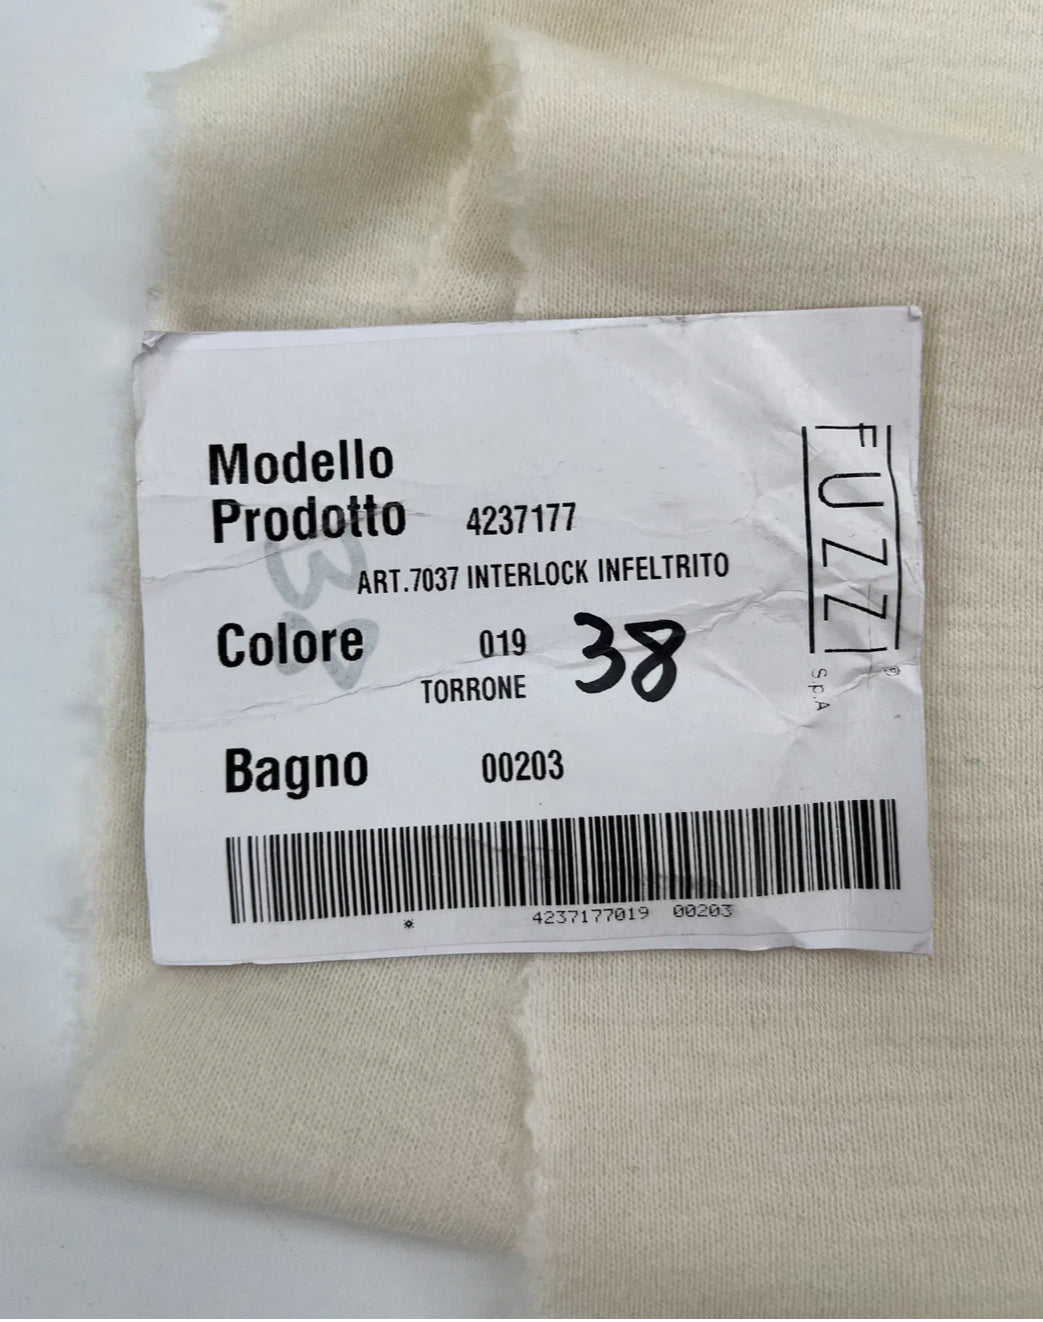 Modello
Prodotto 4237177
ART.7037 INTERLOCK INFELTRITO
Colore 019 38
TORRONE
Bagno 00203
* 4237177019 00203
FUZZI
®
S.p.A